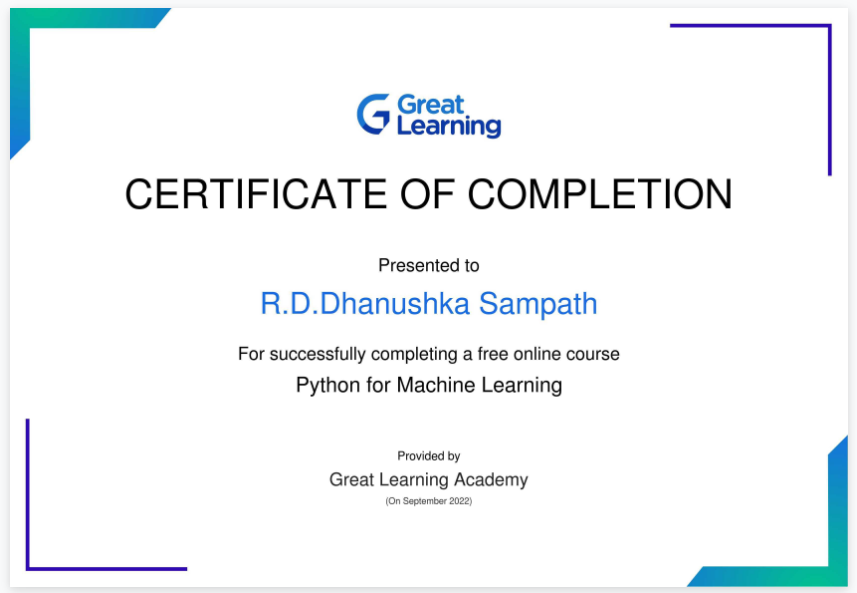 Great
Learning
CERTIFICATE OF COMPLETION
Presented to
R.D.Dhanushka Sampath
For successfully completing a free online course
Python for Machine Learning
Provided by
Great Learning Academy
(On September 2022)